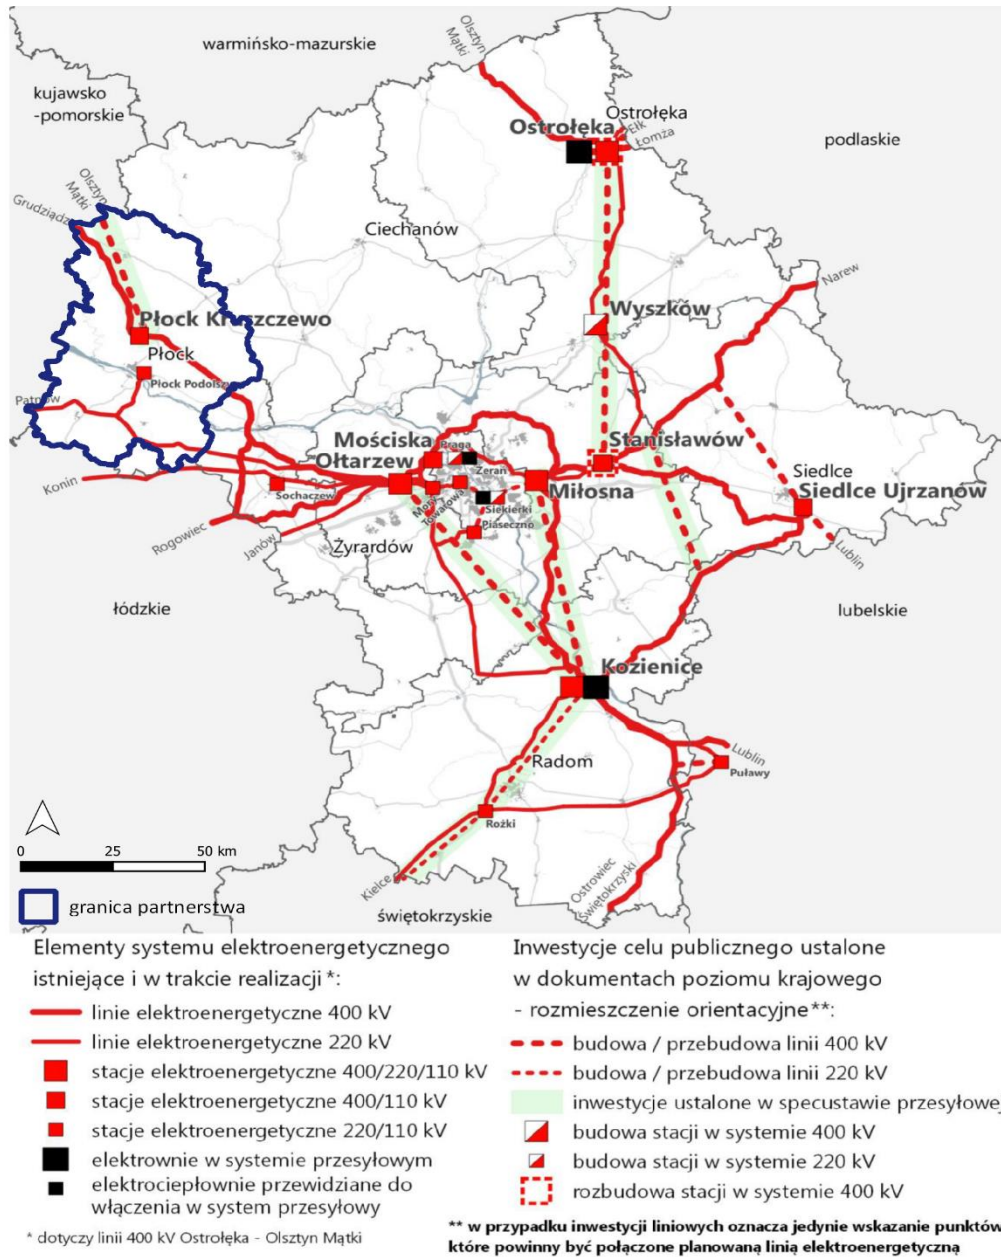 warmińsko-mazurskie
Olsztyn
Mątki
kujawsko
-pomorskie
Ostrołęka
Ostrołęka
Ełk
Łomża
podlaskie
Olsztyn
Mątki
Grudziądz
Ciechanów
Narew
Wyszków
Płock Kruszczewo
Płock
Płock Podolszyce
Pątnów
Mościska
Ołtarzew
Praga
Żerań
Stanisławów
Miłosna
Siedlce
Siedlce Ujrzanów
Konin
Sochaczew
Mory
Towarowa
Siekierki
Piaseczno
Rogowiec
Janów
Żyrardów
Lublin
łódzkie
lubelskie
Kozienice
Radom
Lublin
Puławy
Rożki
Kielce
Ostrowiec
Świętokrzyski
świętokrzyskie
0 25 50 km
granica partnerstwa
Elementy systemu elektroenergetycznego
istniejące i w trakcie realizacji *:
linie elektroenergetyczne 400 kV
linie elektroenergetyczne 220 kV
stacje elektroenergetyczne 400/220/110 kV
stacje elektroenergetyczne 400/110 kV
stacje elektroenergetyczne 220/110 kV
elektrownie w systemie przesyłowym
elektrociepłownie przewidziane do
włączenia w system przesyłowy
* dotyczy linii 400 kV Ostrołęka - Olsztyn Mątki
Inwestycje celu publicznego ustalone
w dokumentach poziomu krajowego
- rozmieszczenie orientacyjne**:
budowa / przebudowa linii 400 kV
budowa / przebudowa linii 220 kV
inwestycje ustalone w specustawie przesyłowej
budowa stacji w systemie 400 kV
budowa stacji w systemie 220 kV
rozbudowa stacji w systemie 400 kV
** w przypadku inwestycji liniowych oznacza jedynie wskazanie punktów
które powinny być połączone planowaną linią elektroenergetyczną